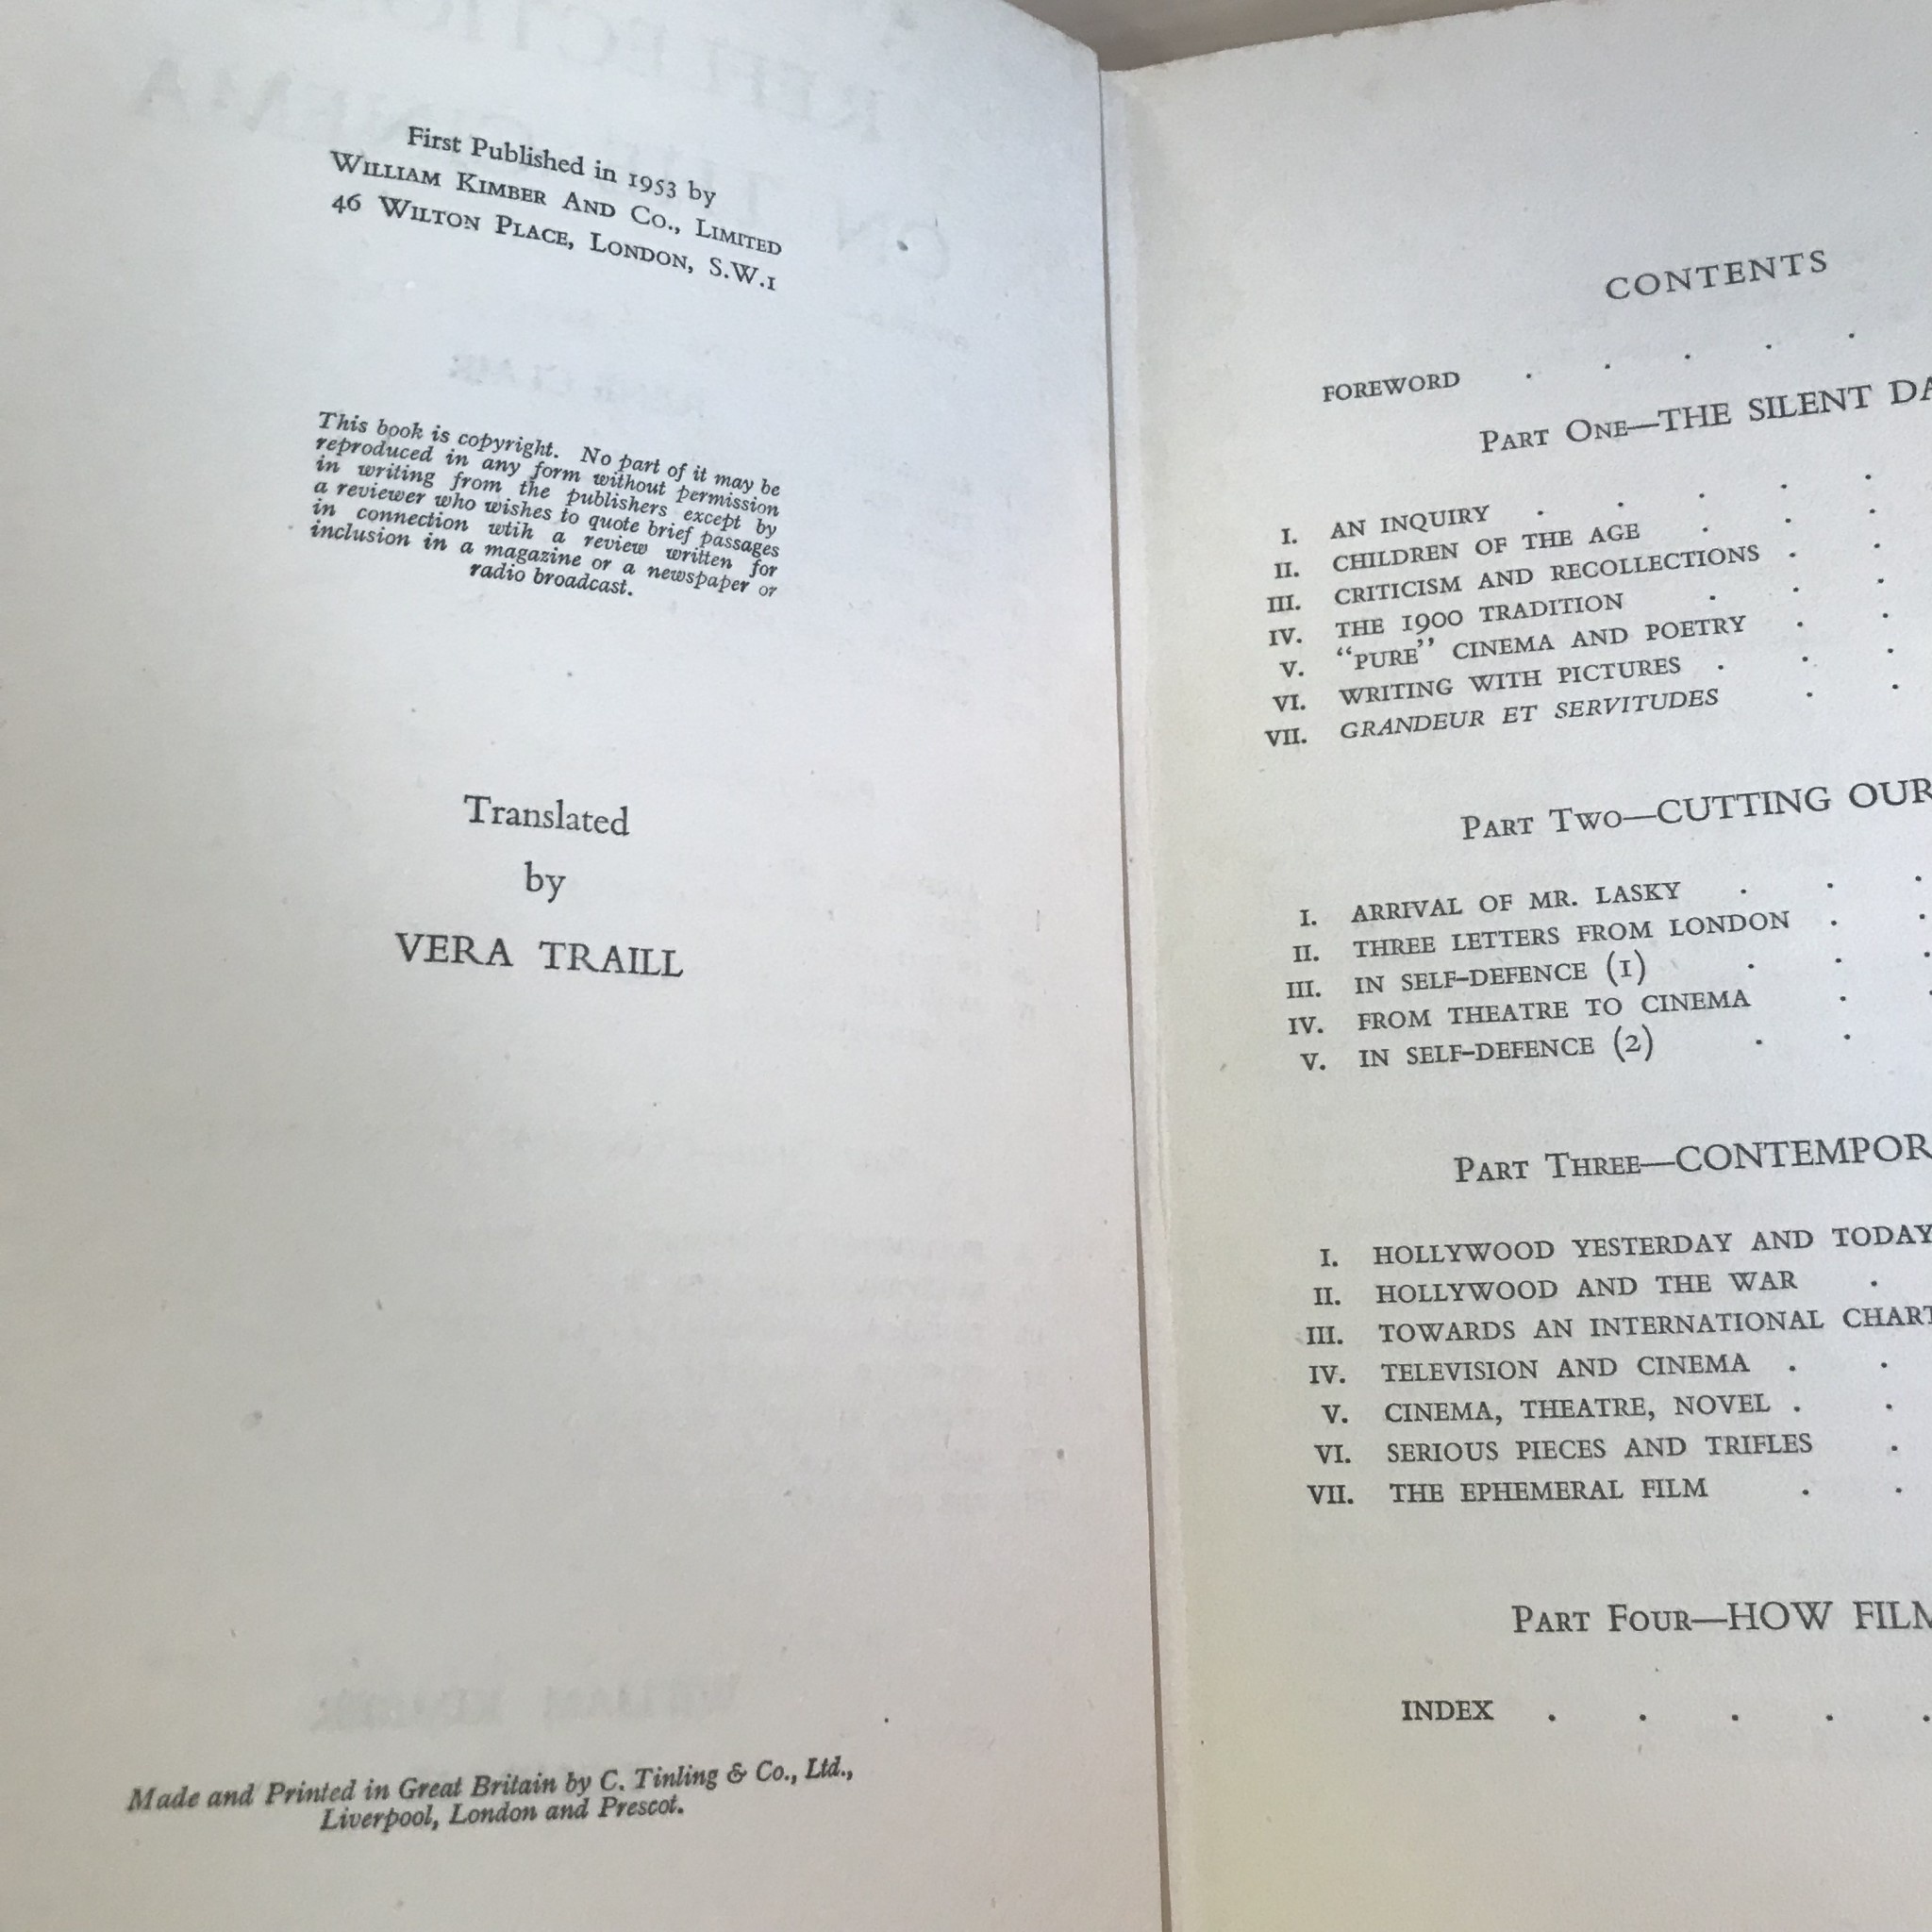 First Published in 1953 by
WILLIAM KIMBER AND CO., LIMITED
46 WILTON PLACE, LONDON, S.W.1
This book is copyright. No part of it may be
reproduced in any form without permission
in writing from the publishers except by
a reviewer who wishes to quote brief passages
in connection wtih a review written for
inclusion in a magazine or a newspaper or
radio broadcast.
Translated
by
VERA TRAILL
Made and Printed in Great Britain by C. Tinling & Co., Ltd.,
Liverpool, London and Prescot.
CONTENTS
FOREWORD . . . . .
PART ONE—THE SILENT DA
I. AN INQUIRY . . . . .
II. CHILDREN OF THE AGE . . .
III. CRITICISM AND RECOLLECTIONS . .
IV. THE 1900 TRADITION . . .
V. “PURE” CINEMA AND POETRY . .
VI. WRITING WITH PICTURES . . .
VII. GRANDEUR ET SERVITUDES . .
PART TWO—CUTTING OUR
I. ARRIVAL OF MR. LASKY . . .
II. THREE LETTERS FROM LONDON . .
III. IN SELF-DEFENCE (1) . . .
IV. FROM THEATRE TO CINEMA . .
V. IN SELF-DEFENCE (2) . .
PART THREE—CONTEMPOR
I. HOLLYWOOD YESTERDAY AND TODAY
II. HOLLYWOOD AND THE WAR .
III. TOWARDS AN INTERNATIONAL CHART
IV. TELEVISION AND CINEMA . .
V. CINEMA, THEATRE, NOVEL . .
VI. SERIOUS PIECES AND TRIFLES .
VII. THE EPHEMERAL FILM . .
PART FOUR—HOW FILM
INDEX . . . . .